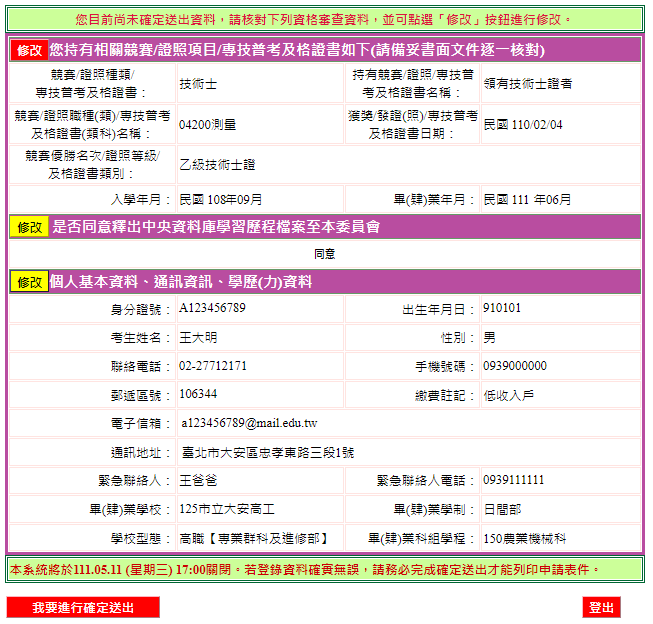 您目前尚未確定送出資料，請核對下列資格審查資料，並可點選「修改」按鈕進行修改。
修改 您持有相關競賽/證照項目/專技普考及格證書如下(請備妥書面文件逐一核對)
競賽/證照種類/
專技普考及格證書： 技術士 持有競賽/證照/專技普
考及格證書名稱： 領有技術士證者
競賽/證照職種(類)/專技普考
及格證書(類科)名稱： 04200測量 獲獎/發證(照)/專技普考
及格證書日期： 民國 110/02/04
競賽優勝名次/證照等級/
及格證書類別： 乙級技術士證
入學年月： 民國 108年09月 畢(肄)業年月： 民國 111 年06月
修改 是否同意釋出中央資料庫學習歷程檔案至本委員會
同意
修改 個人基本資料、通訊資訊、學歷(力)資料
身分證號： A123456789 出生年月日： 910101
考生姓名： 王大明 性別： 男
聯絡電話： 02-27712171 手機號碼： 0939000000
郵遞區號： 106344 繳費註記： 低收入戶
電子信箱： a123456789@mail.edu.tw
通訊地址： 臺北市大安區忠孝東路三段1號
緊急聯絡人： 王爸爸 緊急聯絡人電話： 0939111111
畢(肄)業學校： 125市立大安高工 畢(肄)業學制： 日間部
學校型態： 高職【專業群科及進修部】 畢(肄)業科組學程： 150農業機械科
本系統將於111.05.11 (星期三) 17:00關閉。若登錄資料確實無誤，請務必完成確定送出才能列印申請表件。
我要進行確定送出 登出